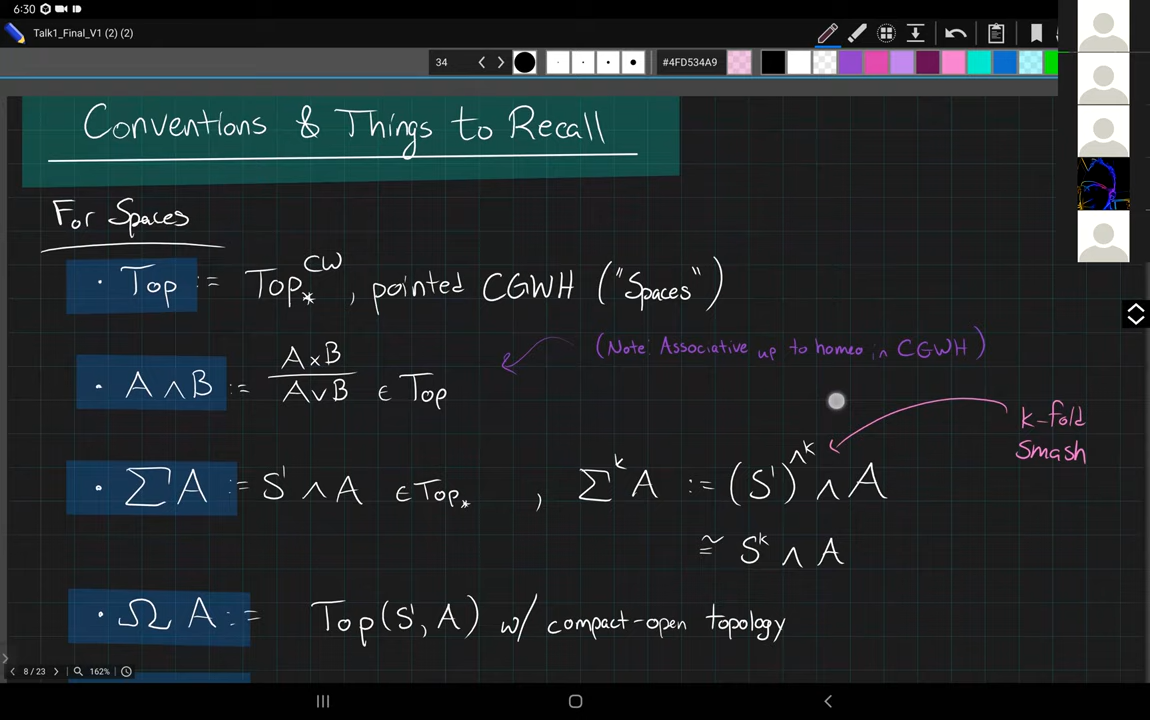 6:30
Talk1_Final_V1 (2) (2)
34
#4FD534A9
Conventions & Things to Recall
For Spaces
· Top := Top_*^CW, pointed CGWH ("Spaces")
(Note: Associative up to homeo in CGWH)
· A ∧ B := A×B / A∨B ∈ Top
k-fold
Smash
· ΣA := S¹ ∧ A ∈ Top_* , Σ^k A := (S¹)^∧k ∧ A
≅ S^k ∧ A
· ΩA := Top(S¹, A) w/ compact-open topology
8 / 23
162%